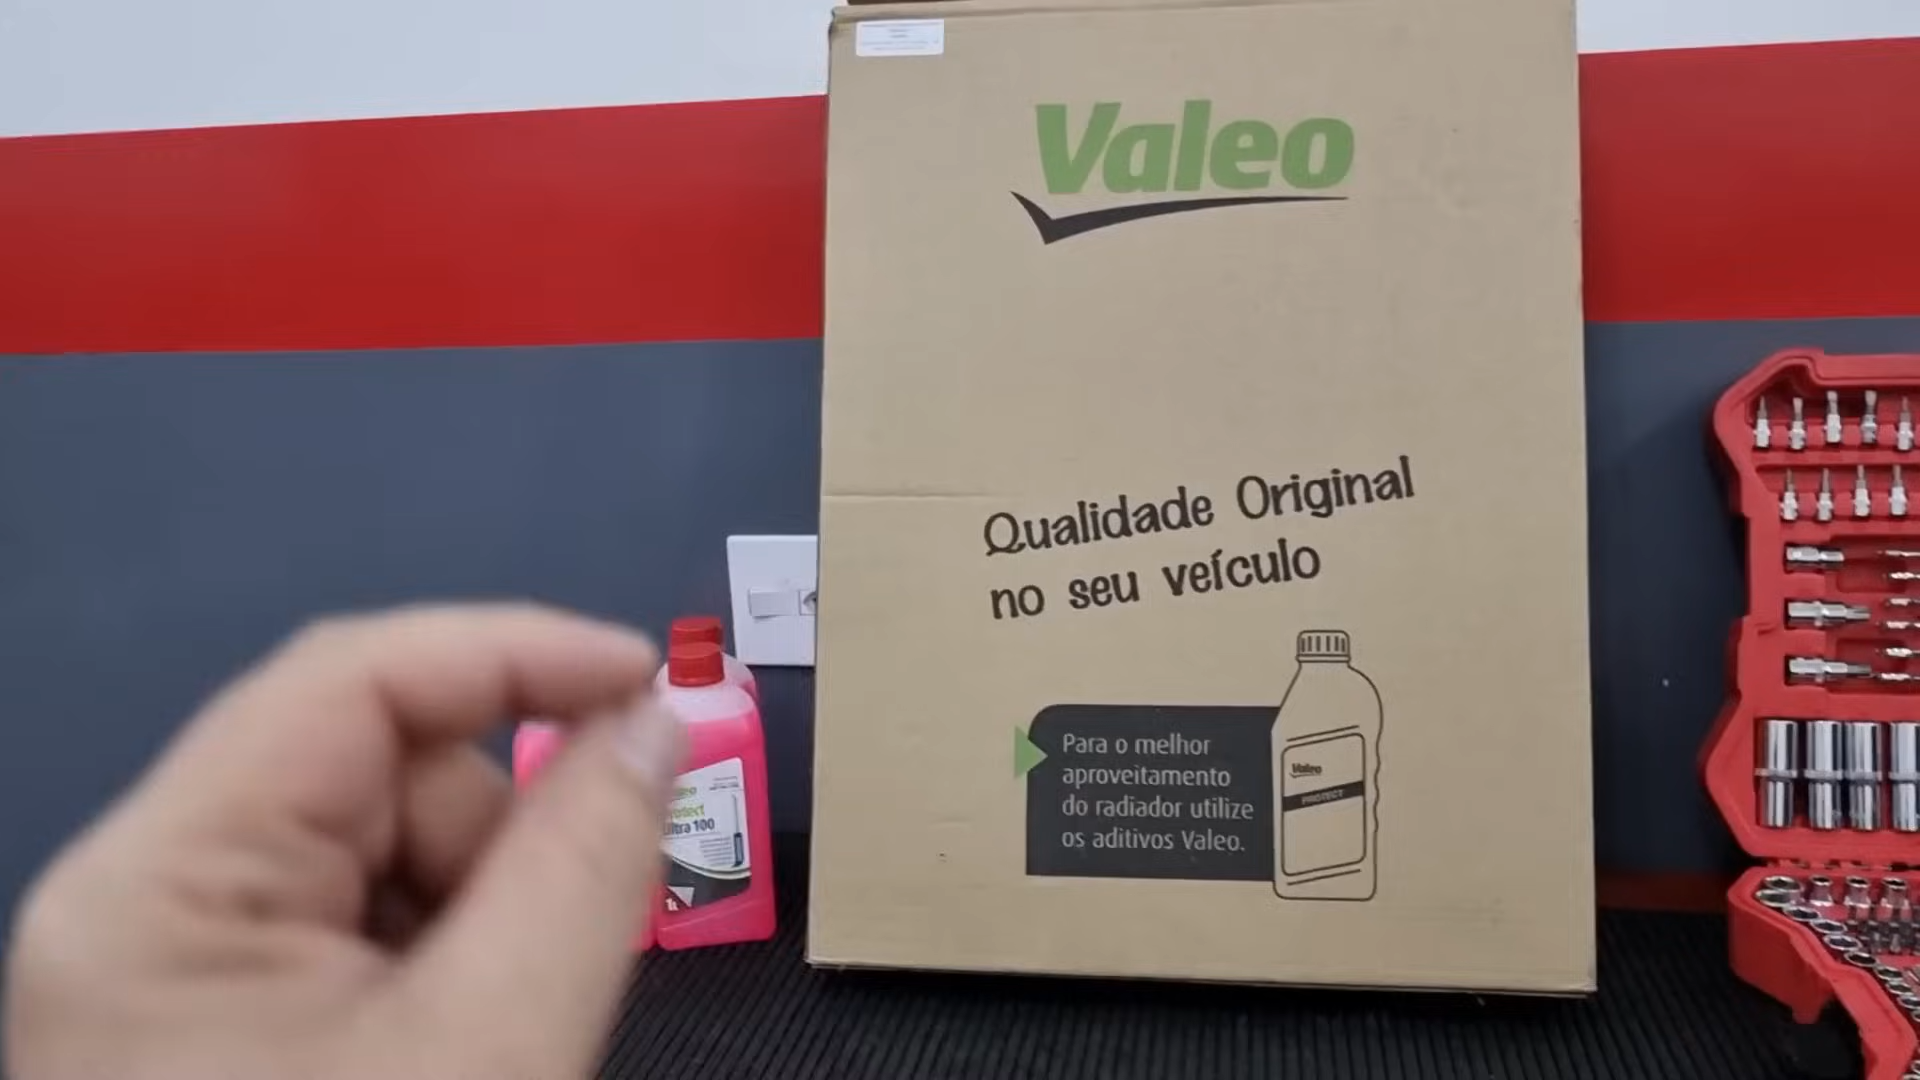 Valeo
Qualidade Original
no seu veículo
Para o melhor
aproveitamento
do radiador utilize
os aditivos Valeo.
Valeo
PROTECT
Ultra 100